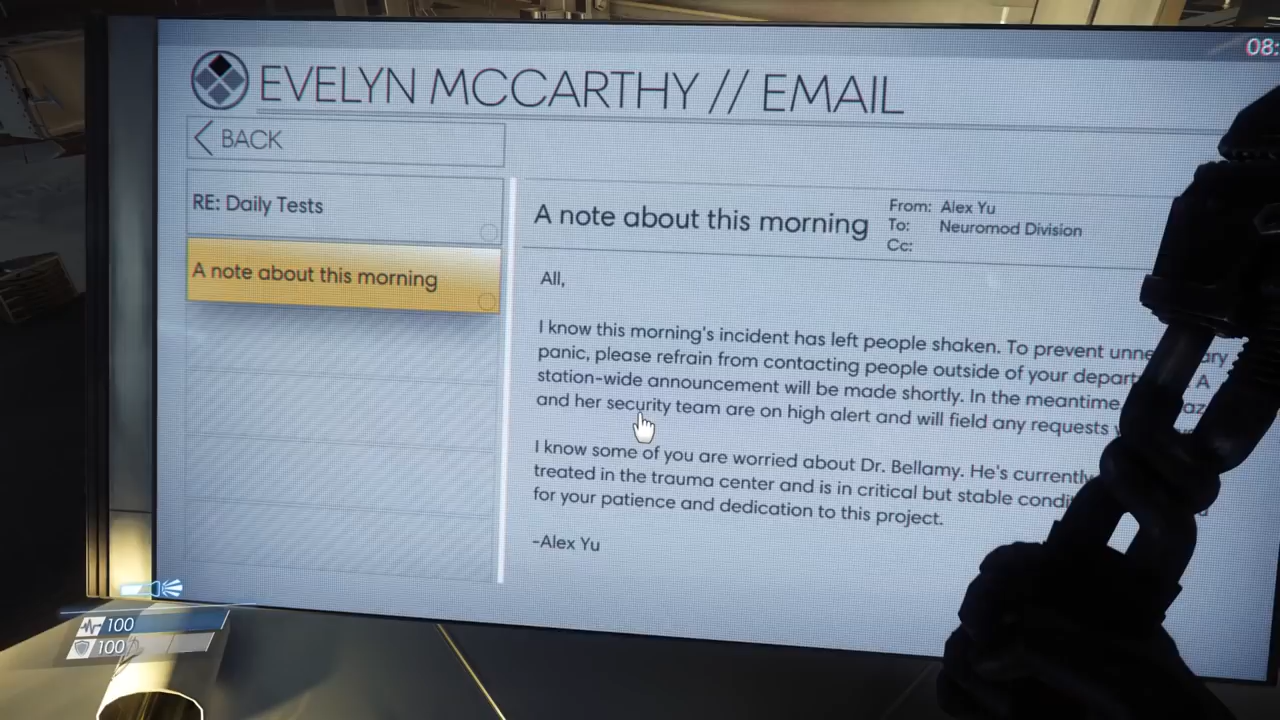 08:
EVELYN MCCARTHY // EMAIL
BACK
RE: Daily Tests
A note about this morning
A note about this morning
From: Alex Yu
To: Neuromod Division
Cc:
All,
I know this morning's incident has left people shaken. To prevent
panic, please refrain from contacting people outside of your A
station-wide announcement will be made shortly. In the meantime
and her security team are on high alert and will field any requests
I know some of you are worried about Dr. Bellamy. He's currently
treated in the trauma center and is in critical but stable
for your patience and dedication to this project.
-Alex Yu
100
100